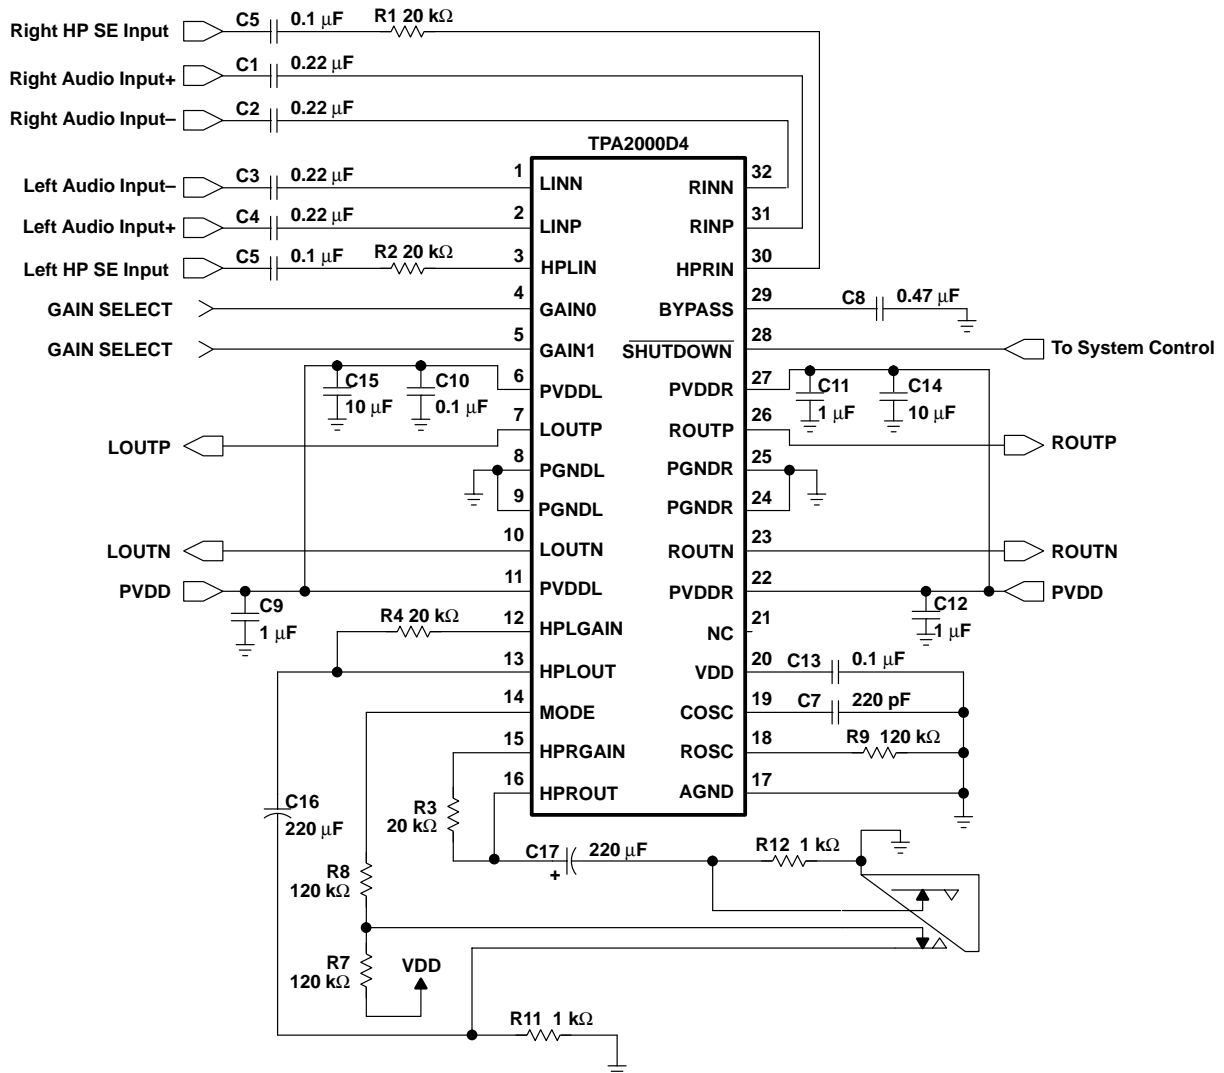 Right HP SE Input C5 0.1 μF R1 20 kΩ
Right Audio Input+ C1 0.22 μF
Right Audio Input– C2 0.22 μF
TPA2000D4
Left Audio Input– C3 0.22 μF 1 LINN RINN 32
Left Audio Input+ C4 0.22 μF 2 LINP RINP 31
Left HP SE Input C5 0.1 μF R2 20 kΩ 3 HPLIN HPRIN 30
GAIN SELECT 4 GAIN0 BYPASS 29 C8 0.47 μF
GAIN SELECT 5 GAIN1 SHUTDOWN 28 To System Control
C15 10 μF C10 0.1 μF 6 PVDDL PVDDR 27 C11 1 μF C14 10 μF
LOUTP 7 LOUTP ROUTP 26 ROUTP
8 PGNDL PGNDR 25
9 PGNDL PGNDR 24
LOUTN 10 LOUTN ROUTN 23 ROUTN
PVDD 11 PVDDL PVDDR 22 PVDD
C9 1 μF C12 1 μF
R4 20 kΩ 12 HPLGAIN NC 21
13 HPLOUT VDD 20 C13 0.1 μF
14 MODE COSC 19 C7 220 pF
15 HPRGAIN ROSC 18 R9 120 kΩ
16 HPROUT AGND 17
C16 220 μF
R3 20 kΩ
C17 + 220 μF R12 1 kΩ
R8 120 kΩ
R7 120 kΩ VDD
R11 1 kΩ